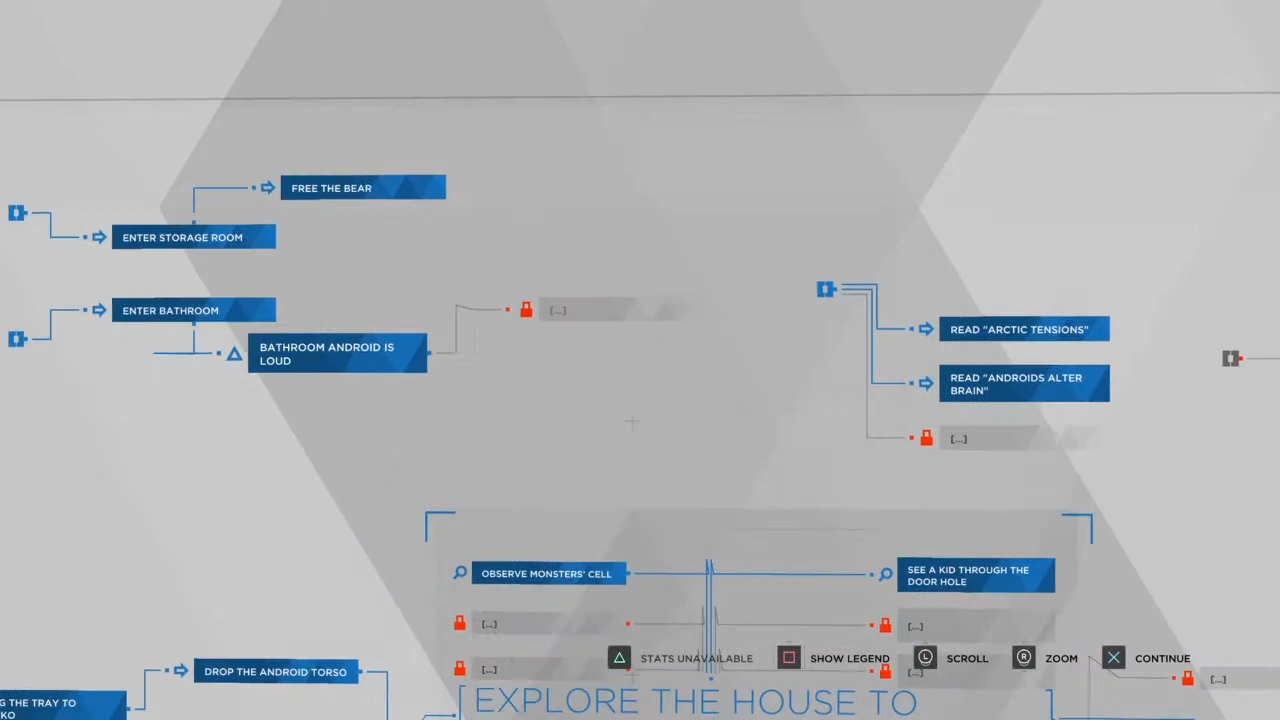 FREE THE BEAR
ENTER STORAGE ROOM
ENTER BATHROOM
[...]
BATHROOM ANDROID IS
LOUD
READ "ARCTIC TENSIONS"
READ "ANDROIDS ALTER
BRAIN"
[...]
OBSERVE MONSTERS' CELL
SEE A KID THROUGH THE
DOOR HOLE
[...]
[...]
STATS UNAVAILABLE
SHOW LEGEND
SCROLL
ZOOM
CONTINUE
[...]
[...]
[...]
DROP THE ANDROID TORSO
G THE TRAY TO
KO
EXPLORE THE HOUSE TO